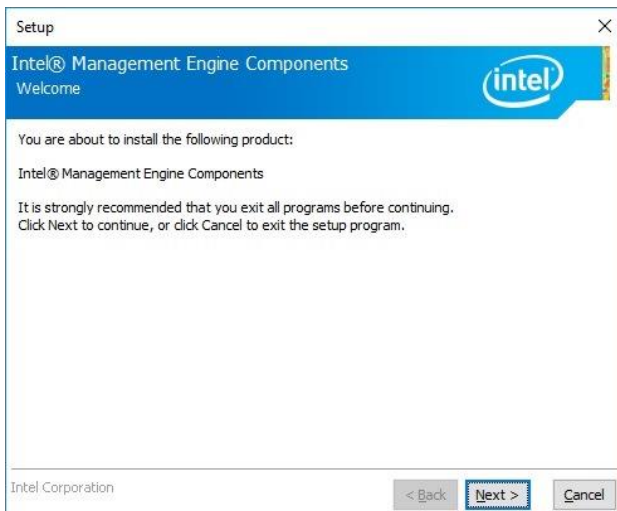 Setup
Intel® Management Engine Components
Welcome
intel
You are about to install the following product:
Intel® Management Engine Components
It is strongly recommended that you exit all programs before continuing.
Click Next to continue, or click Cancel to exit the setup program.
Intel Corporation
< Back Next > Cancel